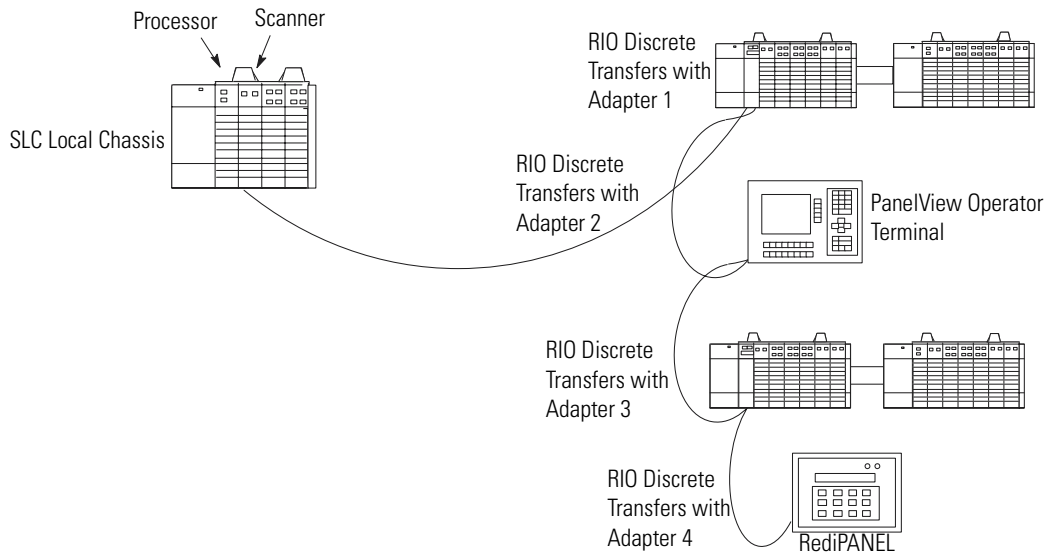 Processor
Scanner
SLC Local Chassis
RIO Discrete
Transfers with
Adapter 1
RIO Discrete
Transfers with
Adapter 2
PanelView Operator
Terminal
RIO Discrete
Transfers with
Adapter 3
RIO Discrete
Transfers with
Adapter 4
RediPANEL